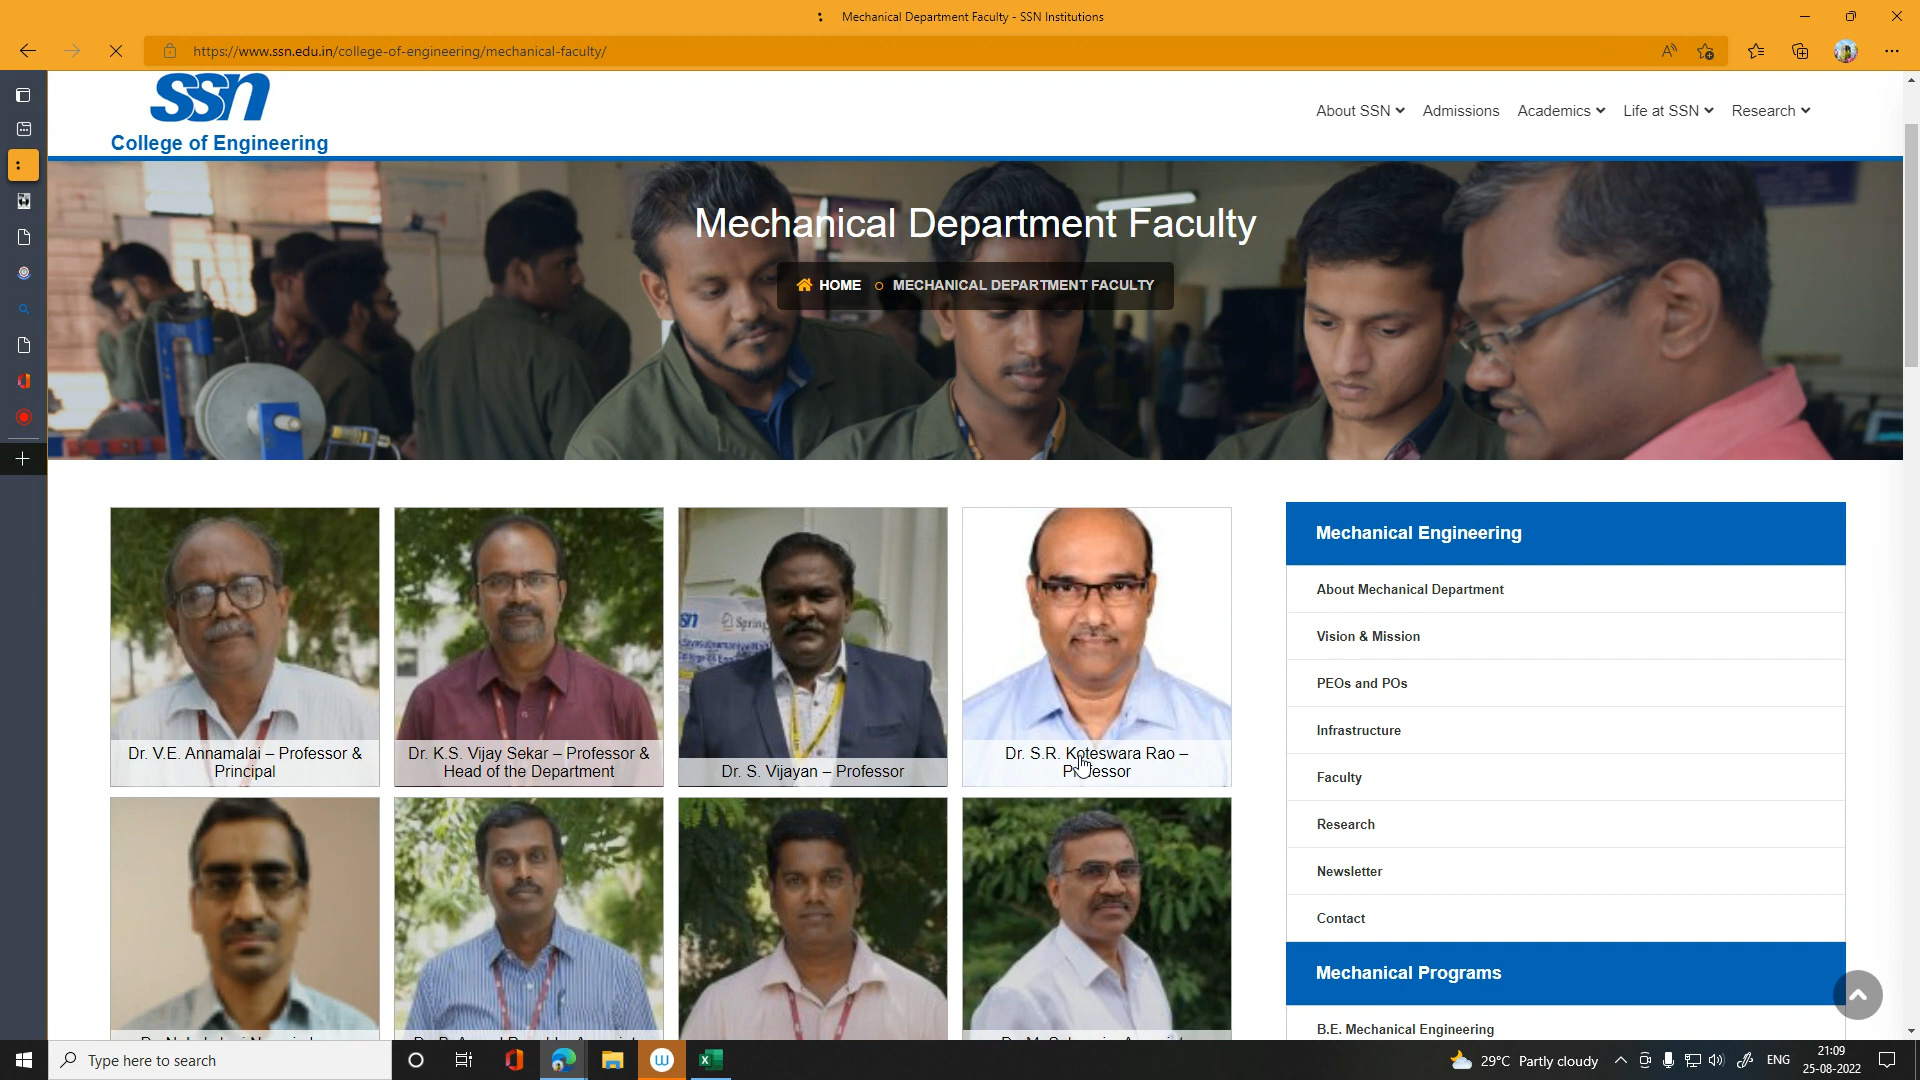 Mechanical Department Faculty - SSN Institutions
https://www.ssn.edu.in/college-of-engineering/mechanical-faculty/
ssn
College of Engineering
About SSN
Admissions
Academics
Life at SSN
Research
Mechanical Department Faculty
HOME
MECHANICAL DEPARTMENT FACULTY
Dr. V.E. Annamalai – Professor &
Principal
Dr. K.S. Vijay Sekar – Professor &
Head of the Department
Dr. S. Vijayan – Professor
Dr. S.R. Koteswara Rao –
Professor
Mechanical Engineering
About Mechanical Department
Vision & Mission
PEOs and POs
Infrastructure
Faculty
Research
Newsletter
Contact
Mechanical Programs
B.E. Mechanical Engineering
Type here to search
29°C Partly cloudy
ENG
21:09
25-08-2022